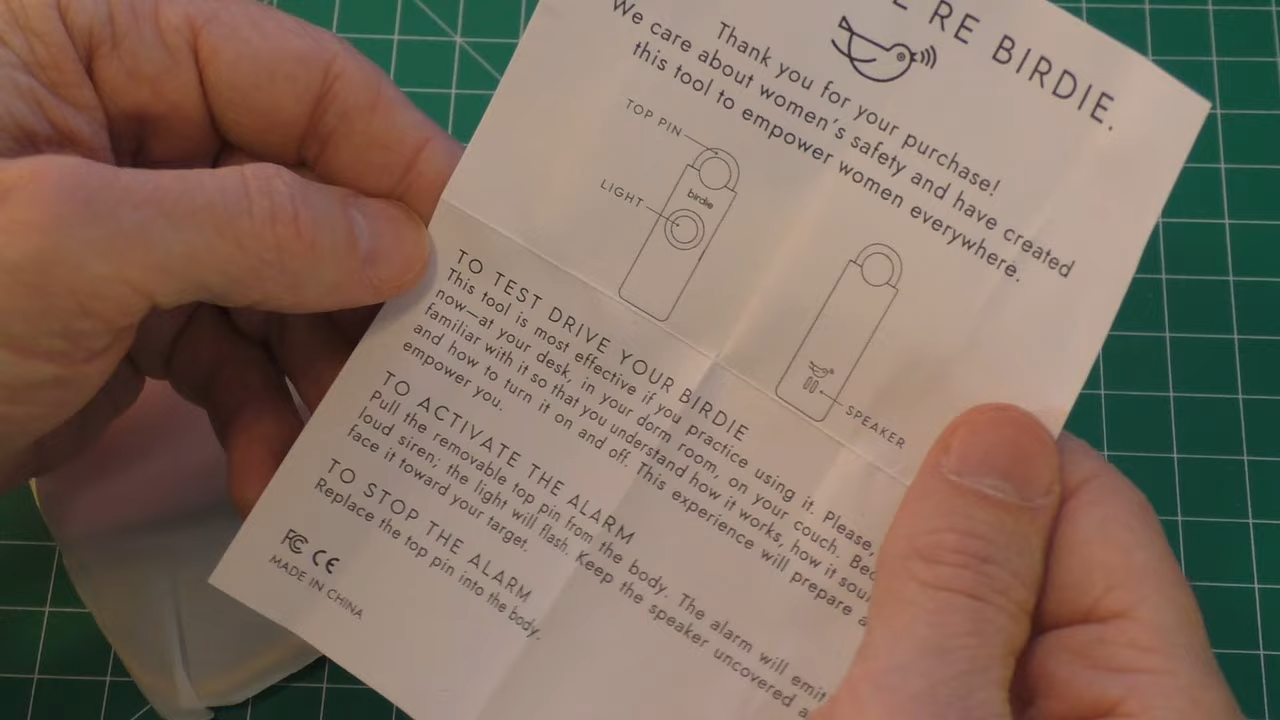 RE BIRDIE.
Thank you for your purchase!
We care about women's safety and have created
this tool to empower women everywhere.
TOP PIN
LIGHT
birdie
SPEAKER
TO TEST DRIVE YOUR BIRDIE
This tool is most effective if you practice using it. Please,
now—at your desk, in your dorm room, on your couch.
familiar with it so that you understand how it works, how it
and how to turn it on and off. This experience will prepare
empower you.
TO ACTIVATE THE ALARM
Pull the removable top pin from the body. The alarm will
loud siren; the light will flash. Keep the speaker uncovered
face it toward your target.
TO STOP THE ALARM
Replace the top pin into the body.
FC CE
MADE IN CHINA